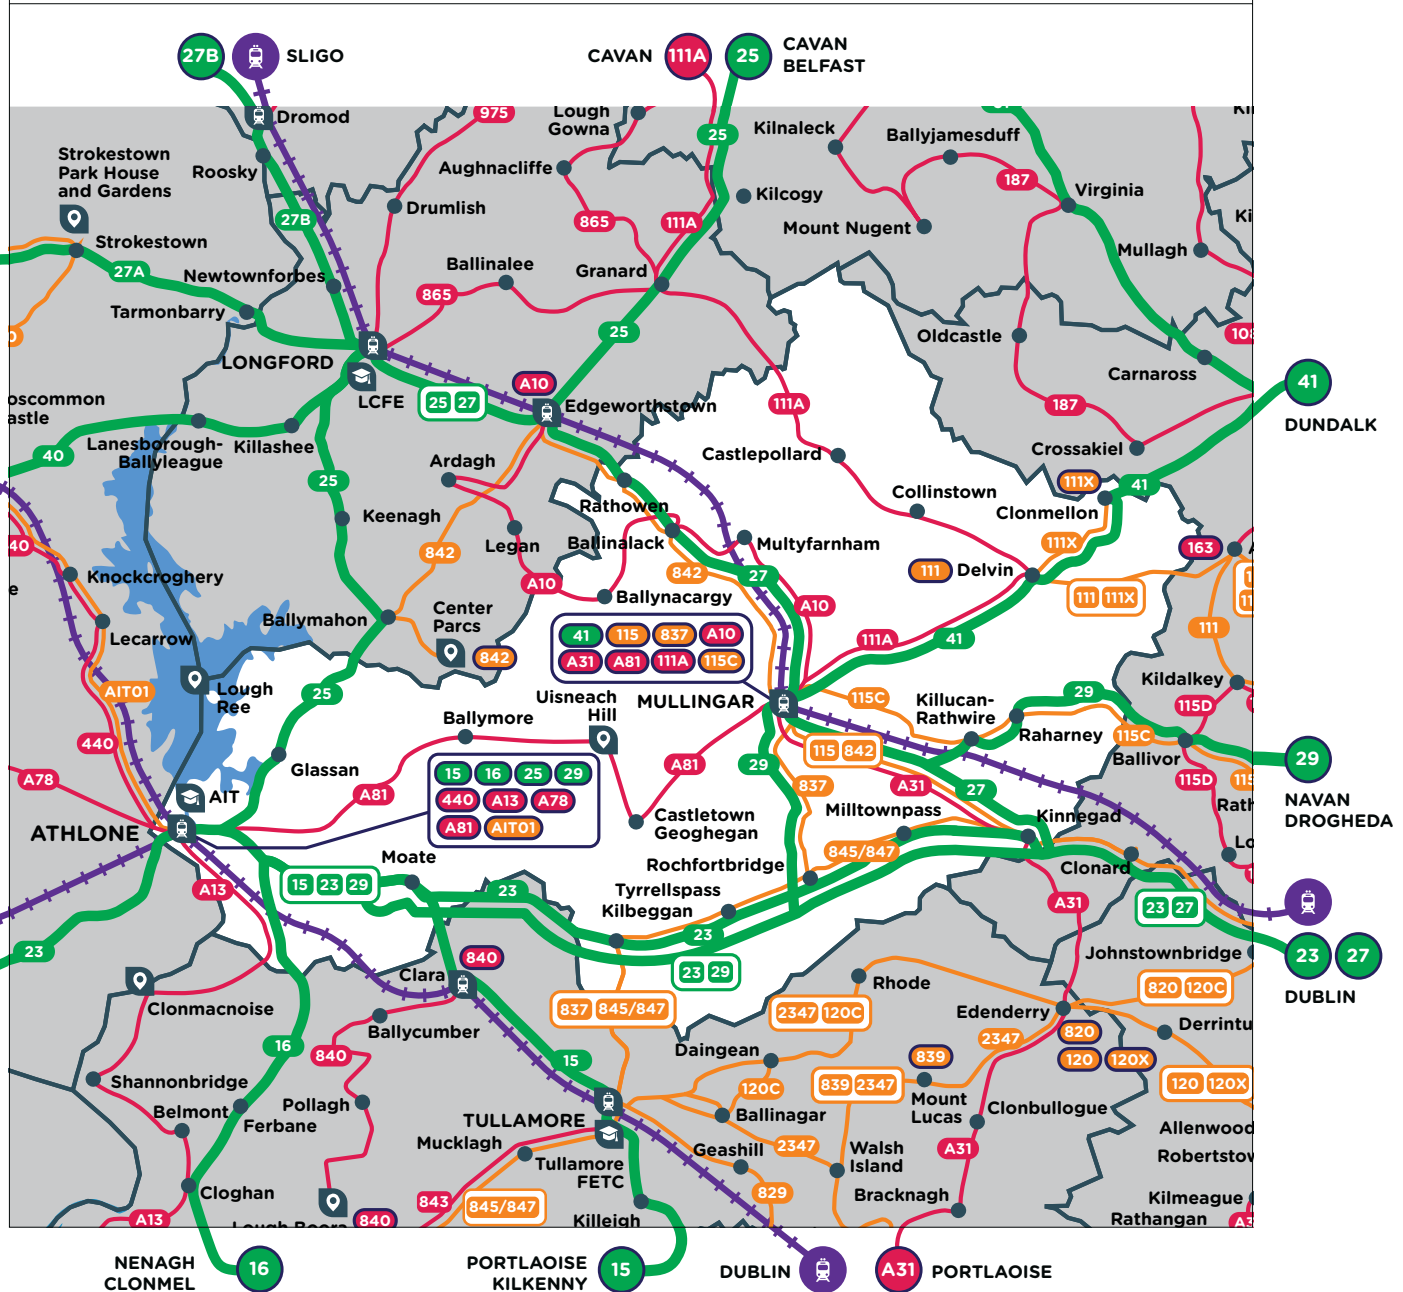 27B
SLIGO
CAVAN
111A
25
CAVAN
BELFAST
Dromod
975
Lough
Gowna
25
Kilnaleck
Ballyjamesduff
Strokestown
Park House
and Gardens
Roosky
Aughnacliffe
187
Virginia
Kilcogy
27B
Drumlish
865
111A
Mount Nugent
Strokestown
Mullagh
27A
Newtownforbes
Ballinalee
Granard
865
Tarmonbarry
25
Oldcastle
LONGFORD
Carnaross
A10
41
LCFE
25 27
Edgeworthstown
111A
187
DUNDALK
oscommon
astle
40
Lanesborough-
Ballyleague
Killashee
Crossakiel
Castlepollard
Ardagh
25
111X
41
Collinstown
Clonmellon
Rathowen
Keenagh
Legan
Ballinalack
Multyfarnham
111X
163
40
842
842
27
111
Delvin
Knockcroghery
A10
Ballynacargy
A10
111 111X
e
Center
Parcs
Ballymahon
111
Lecarrow
842
41 115 837 A10
A31 A81 111A 115C
111A
41
AIT01
Lough
Ree
25
Uisneach
Hill
MULLINGAR
115C
Killucan-
Rathwire
29
Kildalkey
115D
440
Ballymore
115 842
Raharney
115C
Ballivor
A78
Glassan
15 16 25 29
440 A13 A78
A81 AIT01
A81
29
29
837
A31
27
115D
NAVAN
DROGHEDA
AIT
A81
Castletown
Geoghegan
Milltownpass
Kinnegad
ATHLONE
Moate
Rochfortbridge
845/847
Clonard
A13
15 23 29
23
Tyrrellspass
Kilbeggan
A31
23 27
23
23
23 29
Johnstownbridge
23
27
DUBLIN
Clara
840
Clonmacnoise
Rhode
820 120C
837 845/847
2347 120C
Edenderry
Ballycumber
2347
820
Derrintu
16
840
15
Daingean
839
120 120X
Shannonbridge
120C
839 2347
Mount
Lucas
120 120X
Belmont
Pollagh
Ballinagar
Clonbullogue
Ferbane
TULLAMORE
Mucklagh
2347
Allenwood
Geashill
Walsh
Island
A31
Robertstow
Tullamore
FETC
Cloghan
829
Bracknagh
Kilmeague
843
845/847
A13
840
Killeigh
Rathangan
NENAGH
CLONMEL
16
PORTLAOISE
KILKENNY
15
DUBLIN
A31
PORTLAOISE